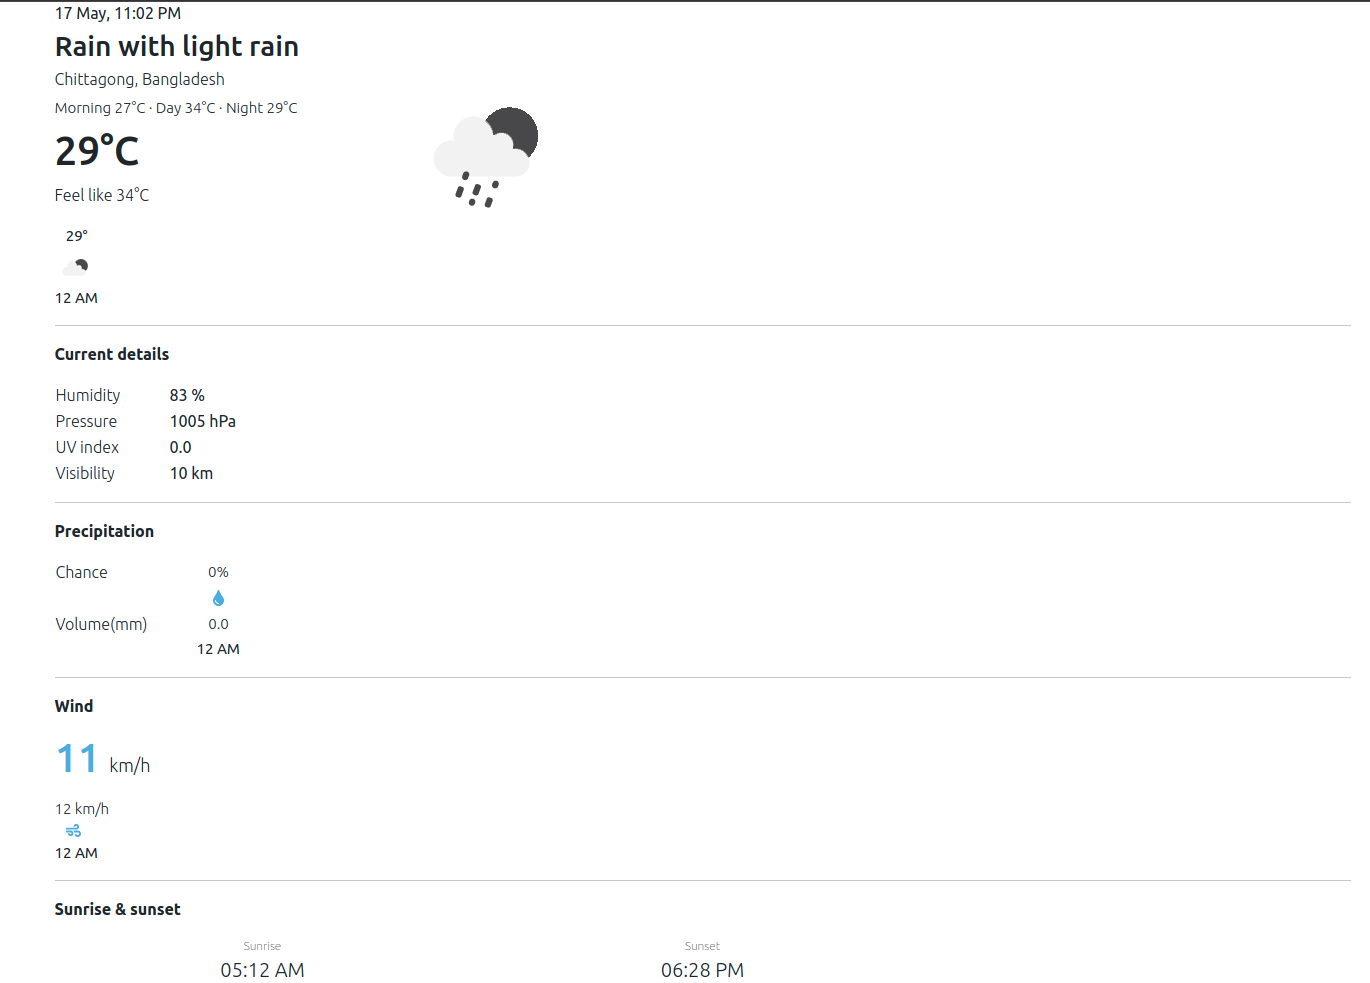 17 May, 11:02 PM
Rain with light rain
Chittagong, Bangladesh
Morning 27°C · Day 34°C · Night 29°C
29°C
Feel like 34°C
29°
12 AM
Current details
Humidity 83 %
Pressure 1005 hPa
UV index 0.0
Visibility 10 km
Precipitation
Chance 0%
Volume(mm) 0.0
12 AM
Wind
11 km/h
12 km/h
12 AM
Sunrise & sunset
Sunrise Sunset
05:12 AM 06:28 PM